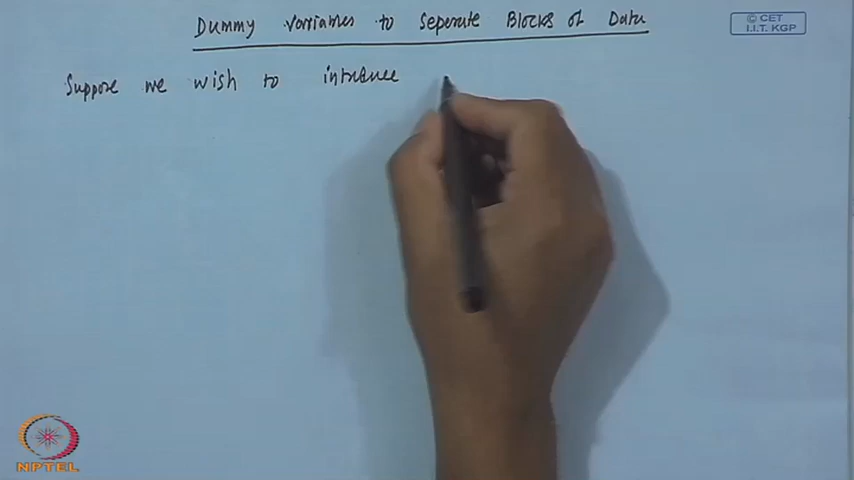 Dummy variables to Seperate Blocks of Data
© CET
I.I.T. KGP
Suppose we wish to introduce
NPTEL